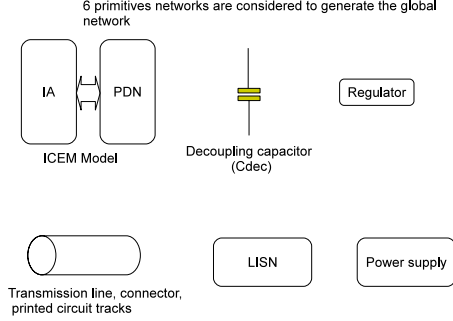 6 primitives networks are considered to generate the global
network
IA
PDN
ICEM Model
Decoupling capacitor
(Cdec)
Regulator
Transmission line, connector,
printed circuit tracks
LISN
Power supply